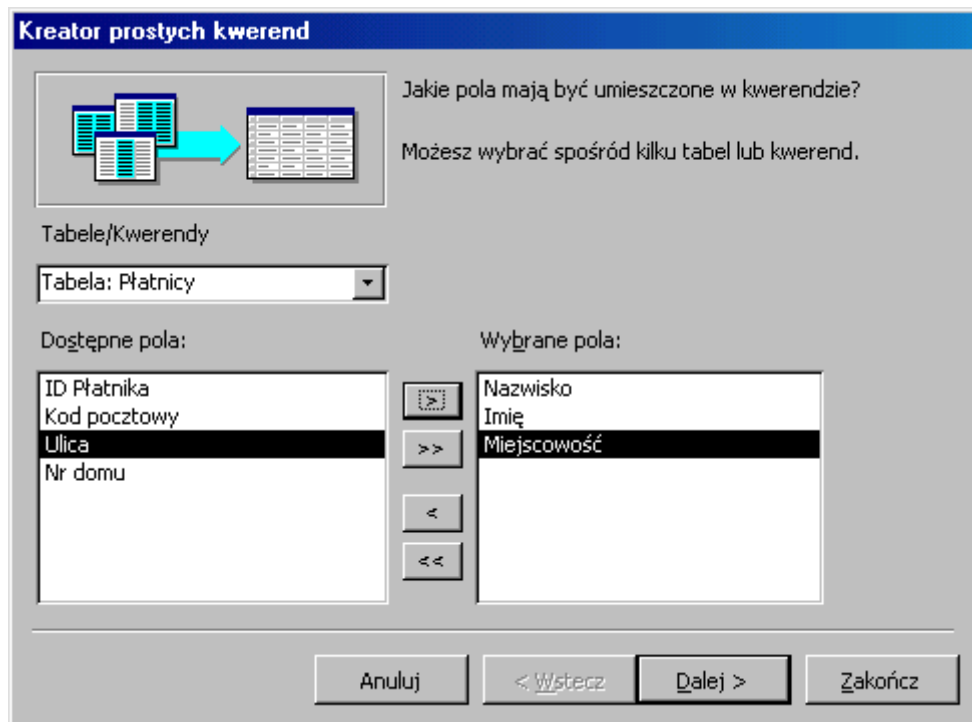 Kreator prostych kwerend
Jakie pola mają być umieszczone w kwerendzie?
Możesz wybrać spośród kilku tabel lub kwerend.
Tabele/Kwerendy
Tabela: Płatnicy
Dostępne pola:
Wybrane pola:
ID Płatnika
Kod pocztowy
Ulica
Nr domu
>
>>
<
<<
Nazwisko
Imię
Miejscowość
Anuluj
< Wstecz
Dalej >
Zakończ